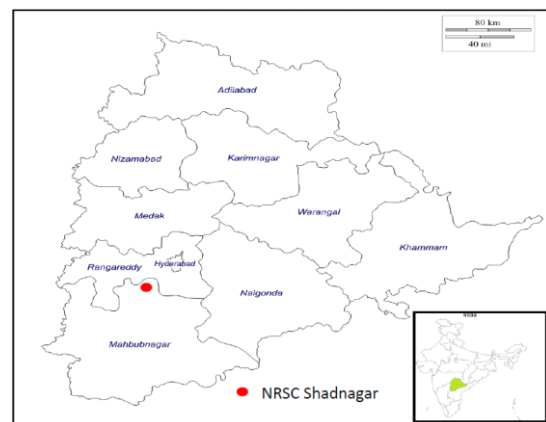 80 km
40 mi
Adilabad
Nizamabad
Karimnagar
Medak
Warangal
Khammam
Rangareddy
Hyderabad
Nalgonda
Mahbubnagar
NRSC Shadnagar
India